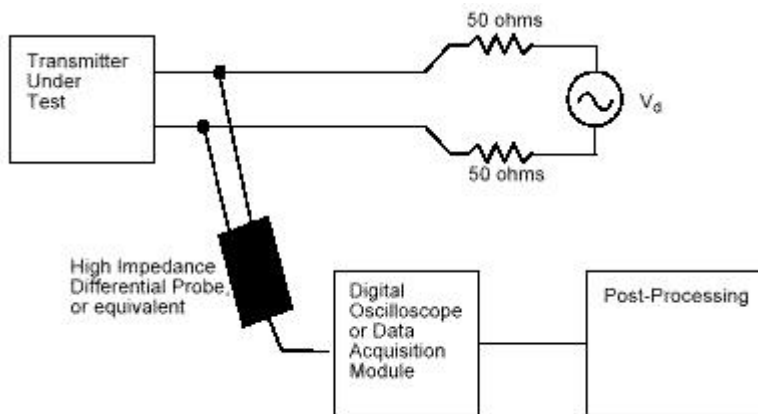 50 ohms
Transmitter
Under
Test
Vd
50 ohms
High Impedance
Differential Probe,
or equivalent
Digital
Oscilloscope
or Data
Acquisition
Module
Post-Processing